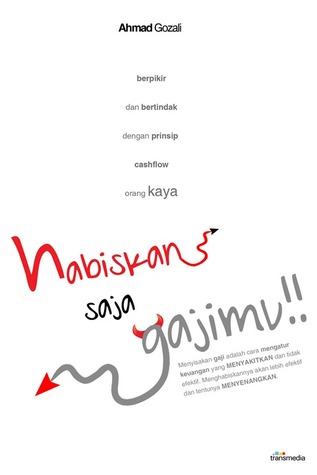 Ahmad Gozali
berpikir
dan bertindak
dengan prinsip
cashflow
orang kaya
Habiskan
saja
gajimu!!
Menyisakan gaji adalah cara mengatur
keuangan yang MENYAKITKAN dan tidak
efektif. Menghabiskannya akan lebih efektif
dan tentunya MENYENANGKAN.
transmedia